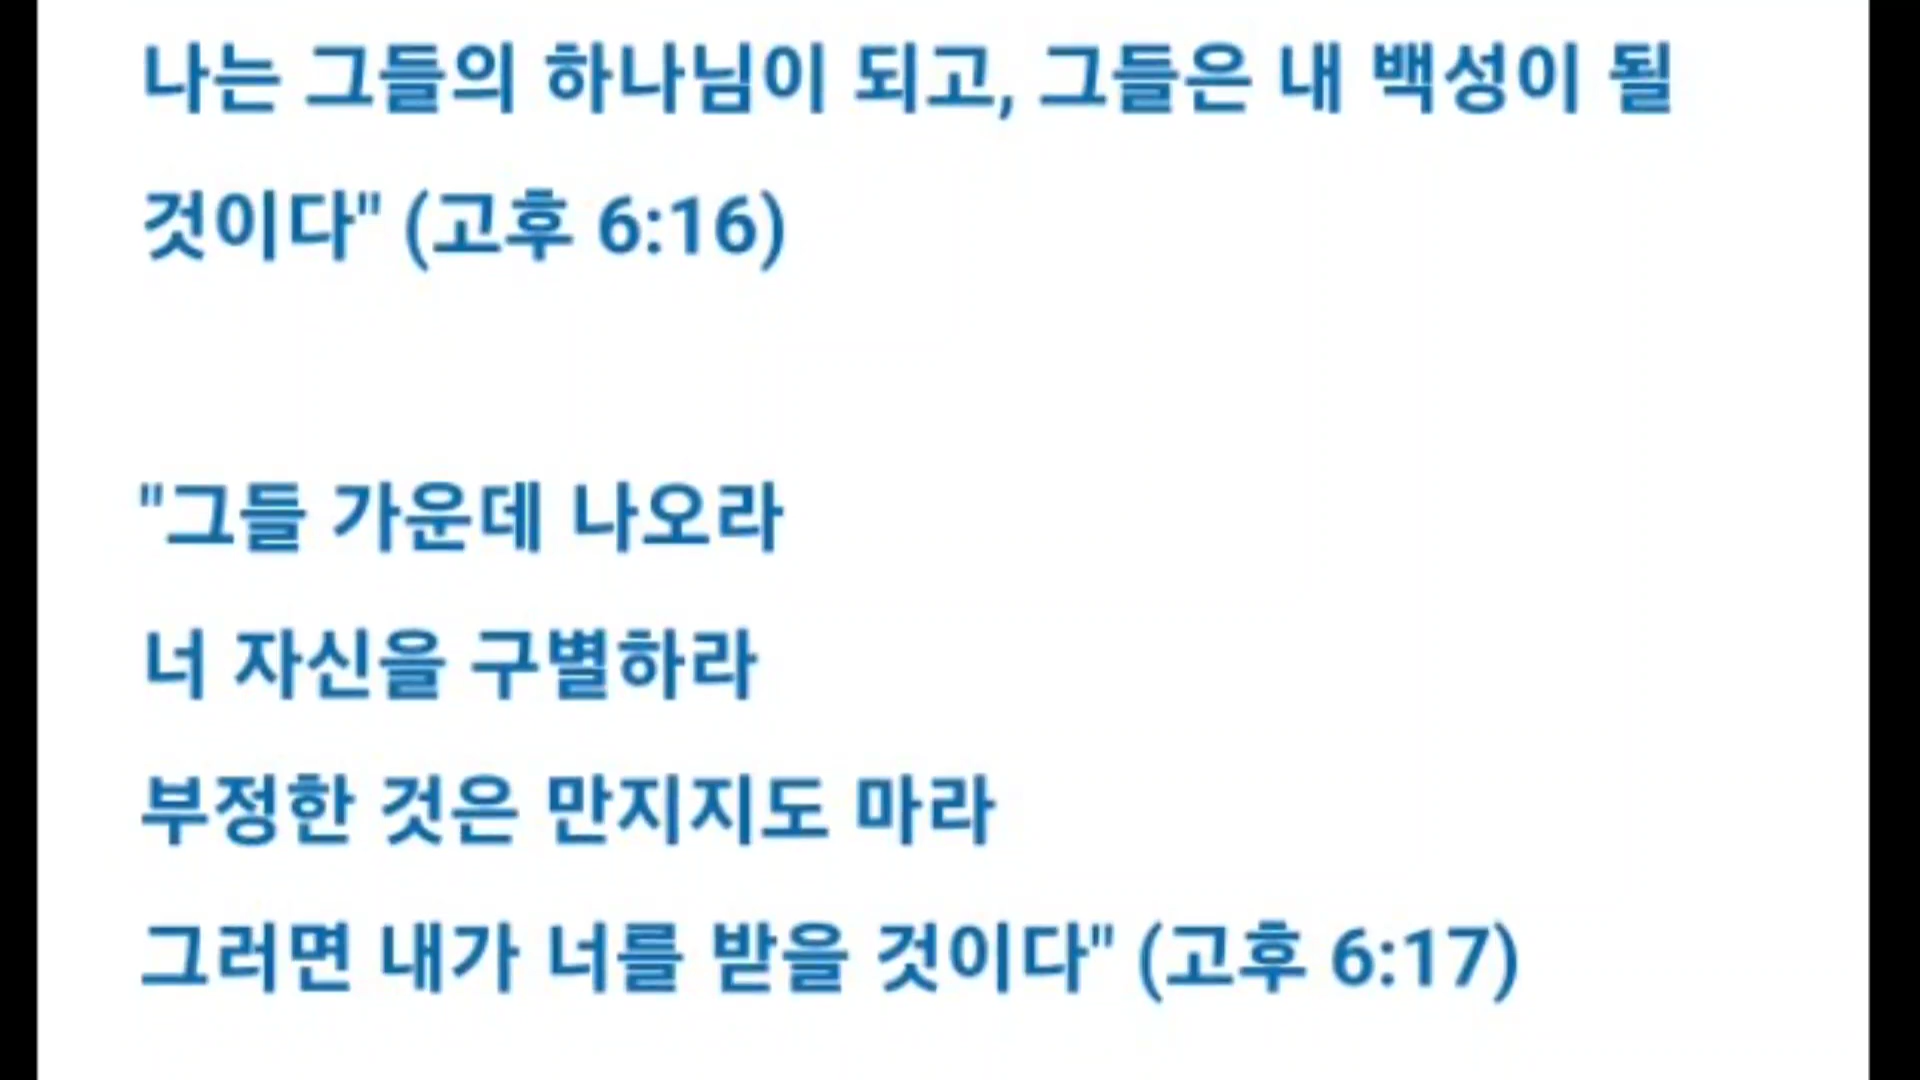 나는 그들의 하나님이 되고, 그들은 내 백성이 될
것이다" (고후 6:16)
"그들 가운데 나오라
너 자신을 구별하라
부정한 것은 만지지도 마라
그러면 내가 너를 받을 것이다" (고후 6:17)